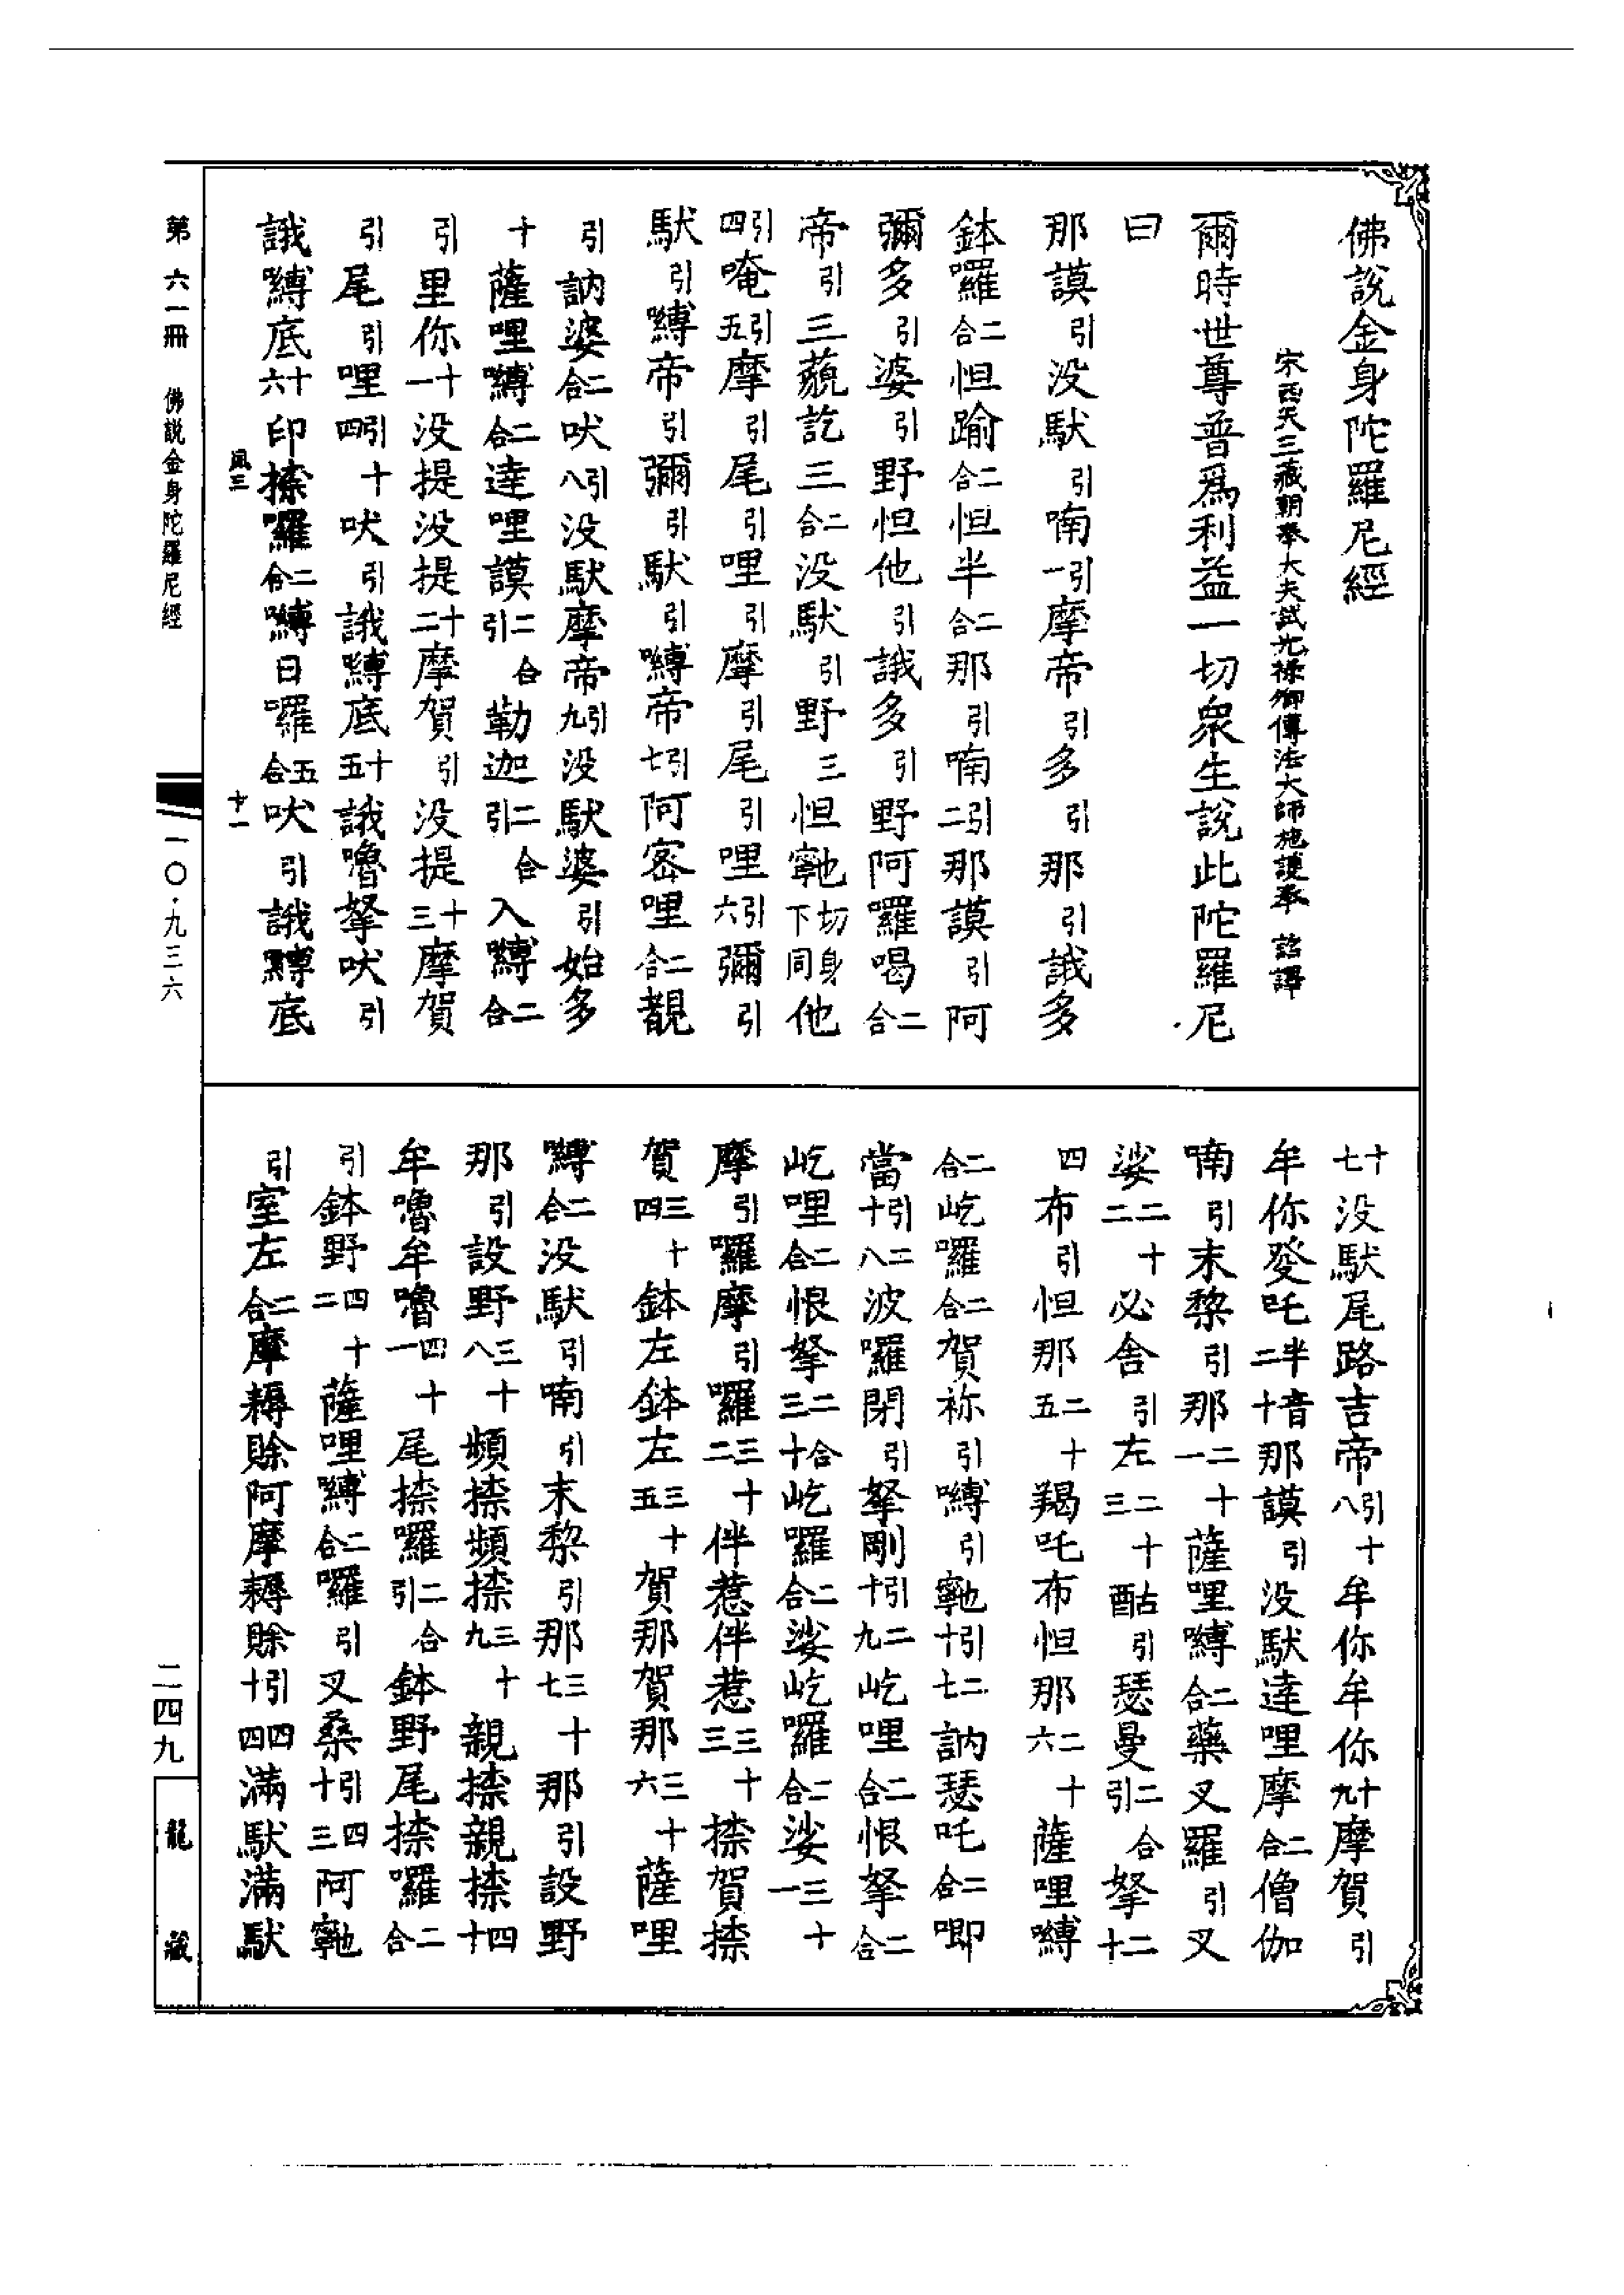 佛說金身陀羅尼經
宋西天三藏朝奉大夫試光祿卿傳法大師施護奉　詔譯
爾時世尊普爲利益一切衆生說此陀羅尼
曰
那謨引没馱引喃引一摩帝引多引那引誐多
鉢囉二合怛踰二合怛半二合那引喃引二那謨引阿
彌多引婆引野怛他引誐多引野阿囉喝二合
帝引三藐訖三二合没馱引野三怛𡫸切身下同他
引四唵引五摩引尾引哩引摩引尾引哩引六彌引
馱引嚩帝引彌引馱引嚩帝引七阿密哩二合覩
引訥婆二合吠引八没馱摩帝引九没馱婆引始多
十薩哩嚩二合達哩謨二合引勒迦二合引入嚩二合
引里你十一没提没提十二摩賀引没提十三摩賀
引尾引哩引十四吠引誐嚩底十五誐嚕拏吠引
誐嚩底十六印捺囉二合嚩日囉五合吠引誐嚩底
十七没馱尾路吉帝引十八牟你牟你十九摩賀引
牟你發吒半音二十那謨引没馱達哩摩二合僧伽
喃引末黎引那二十一薩哩嚩二合藥叉羅引叉
娑二十二必舍引左二十三酤引瑟曼二合引拏二十
四布引怛那二十五羯吒布怛那二十六薩哩嚩
二合屹囉二合賀祢引嚩引𡫸引二十七訥瑟吒二合唧
當引二十八波囉閉引拏剛引二十九屹哩二合恨拏二合
屹哩二合恨拏二合三十屹囉二合娑屹囉二合娑三十一
摩引囉摩引囉三十二伴惹伴惹三十三捺賀捺
賀三十四鉢左鉢左三十五賀那賀那三十六薩哩
嚩二合没馱引喃引末黎引那三十七那引設野
那引設野三十八頻捺頻捺三十九親捺親捺四十
牟嚕牟嚕四十一尾捺囉二合引鉢野尾捺囉二合
引鉢野四十二薩哩嚩二合囉引叉桑引四十三阿𡫸
引室左二合摩耨賒阿摩耨賒引四十四滿馱滿馱
第六一冊　佛說金身陀羅尼經
一〇·九三六
二四九
龍藏
風三
十一